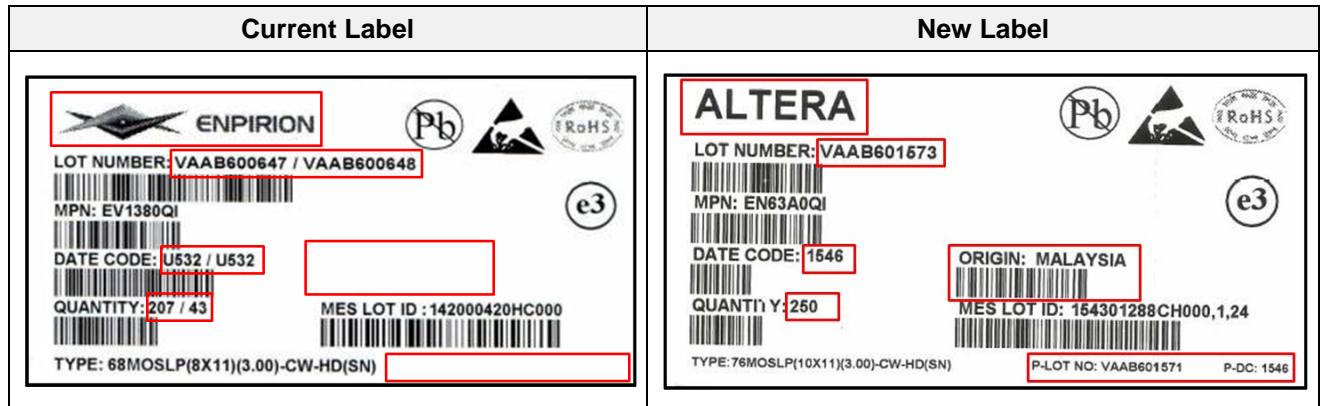 Current Label
New Label
ENPIRION
Pb
RoHS
LOT NUMBER: VAAB600647 / VAAB600648
e3
MPN: EV1380QI
DATE CODE: U532 / U532
QUANTITY: 207 / 43
MES LOT ID : 142000420HC000
TYPE: 68MOSLP(8X11)(3.00)-CW-HD(SN)
ALTERA
Pb
RoHS
LOT NUMBER: VAAB601573
e3
MPN: EN63A0QI
DATE CODE: 1546
ORIGIN: MALAYSIA
QUANTITY: 250
MES LOT ID: 154301288CH000,1,24
TYPE:76MOSLP(10X11)(3.00)-CW-HD(SN)
P-LOT NO: VAAB601571 P-DC: 1546